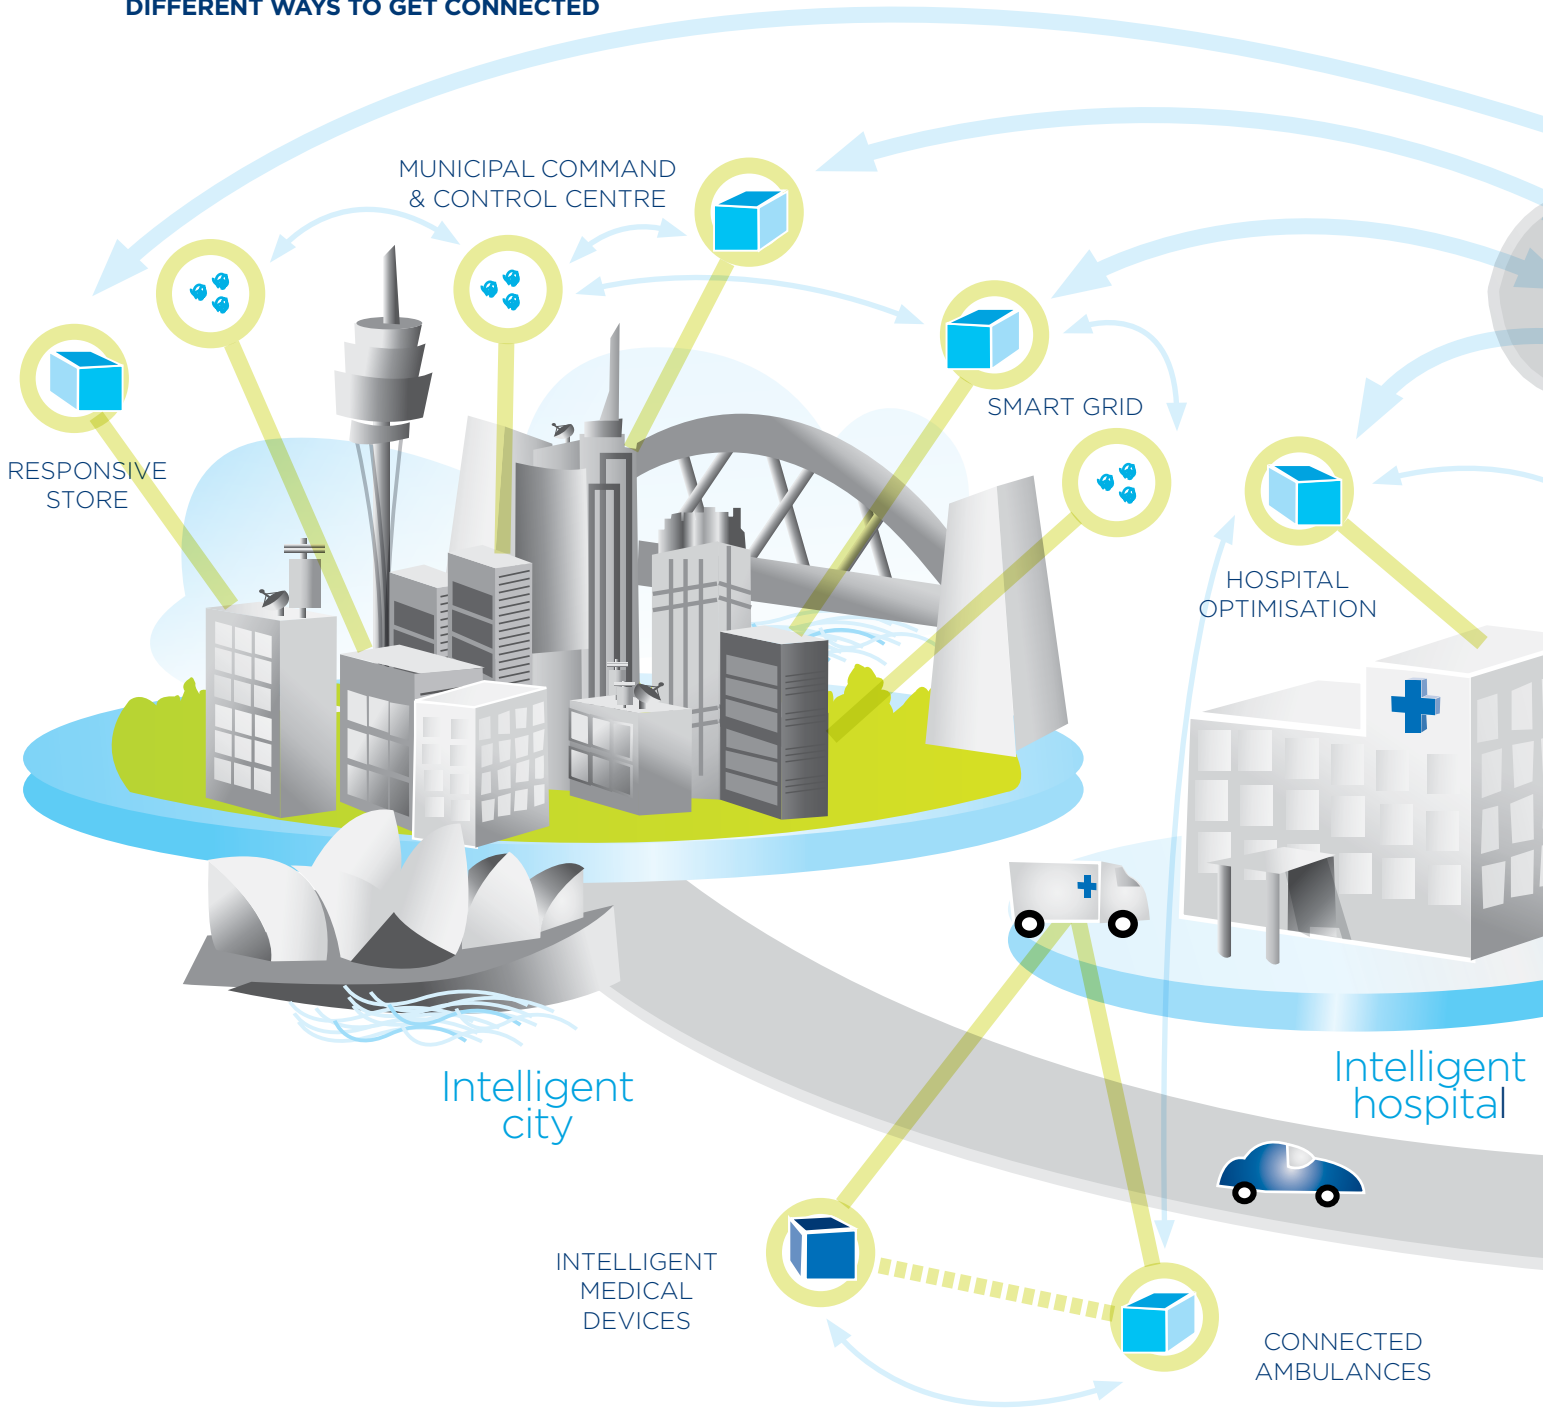 DIFFERENT WAYS TO GET CONNECTED
MUNICIPAL COMMAND
& CONTROL CENTRE
SMART GRID
RESPONSIVE
STORE
HOSPITAL
OPTIMISATION
Intelligent
city
Intelligent
hospital
INTELLIGENT
MEDICAL
DEVICES
CONNECTED
AMBULANCES